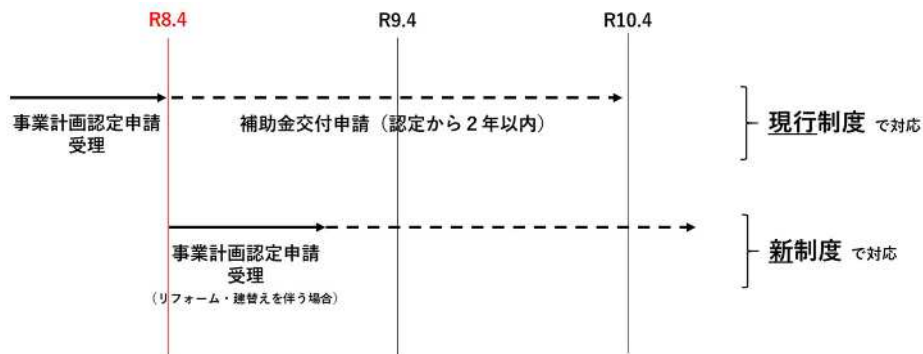 R8.4
R9.4
R10.4
事業計画認定申請
受理
補助金交付申請（認定から２年以内）
現行制度 で対応
事業計画認定申請
受理
（リフォーム・建替えを伴う場合）
新制度 で対応